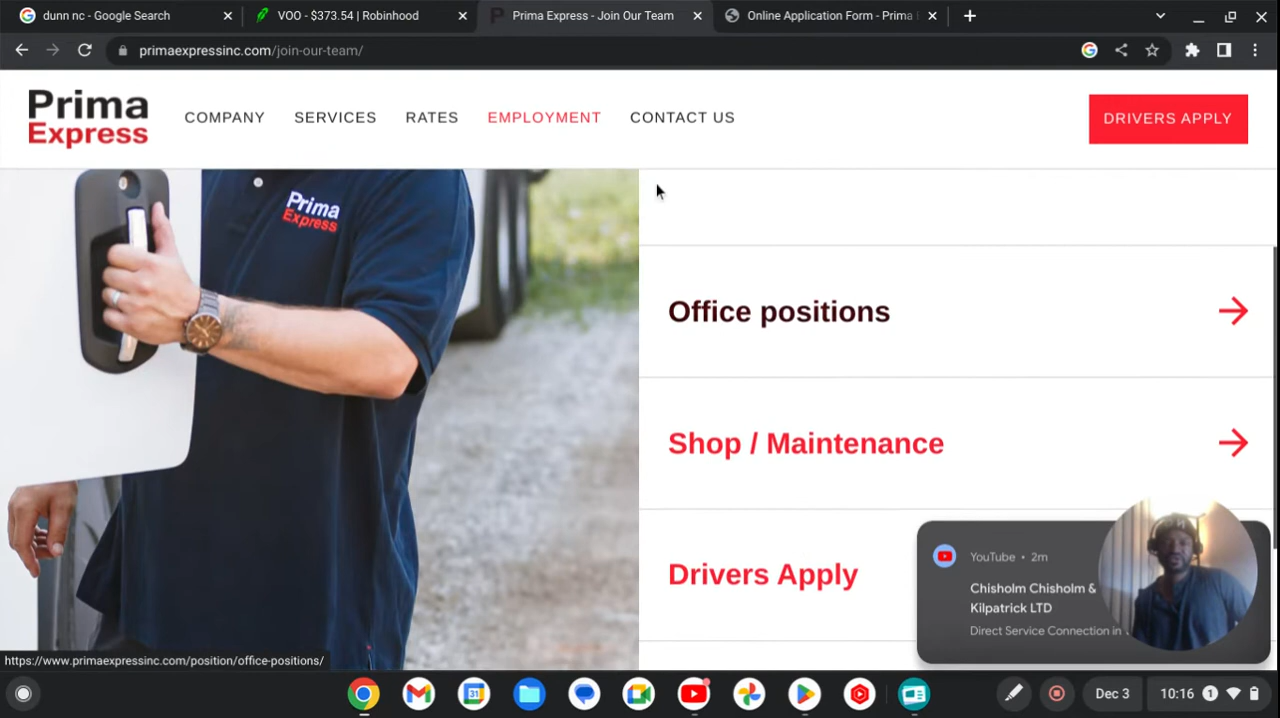 dunn nc - Google Search
VOO - $373.54 | Robinhood
Prima Express - Join Our Team
Online Application Form - Prima
primaexpressinc.com/join-our-team/
Prima
Express
COMPANY
SERVICES
RATES
EMPLOYMENT
CONTACT US
DRIVERS APPLY
Prima
Express
Office positions
Shop / Maintenance
Drivers Apply
YouTube • 2m
Chisholm Chisholm &
Kilpatrick LTD
Direct Service Connection in
https://www.primaexpressinc.com/position/office-positions/
31
Dec 3
10:16
1